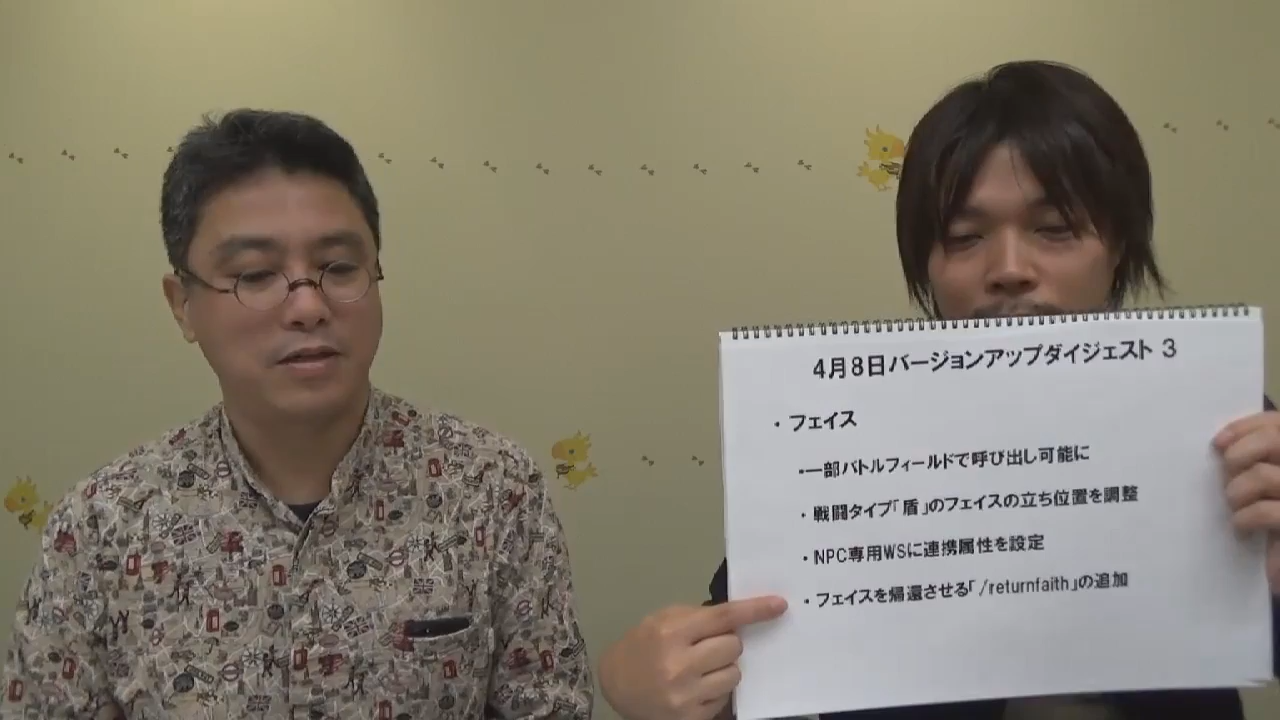 4月8日バージョンアップダイジェスト 3
・フェイス
・一部バトルフィールドで呼び出し可能に
・戦闘タイプ「盾」のフェイスの立ち位置を調整
・NPC専用WSに連携属性を設定
・フェイスを帰還させる「/returnfaith」の追加